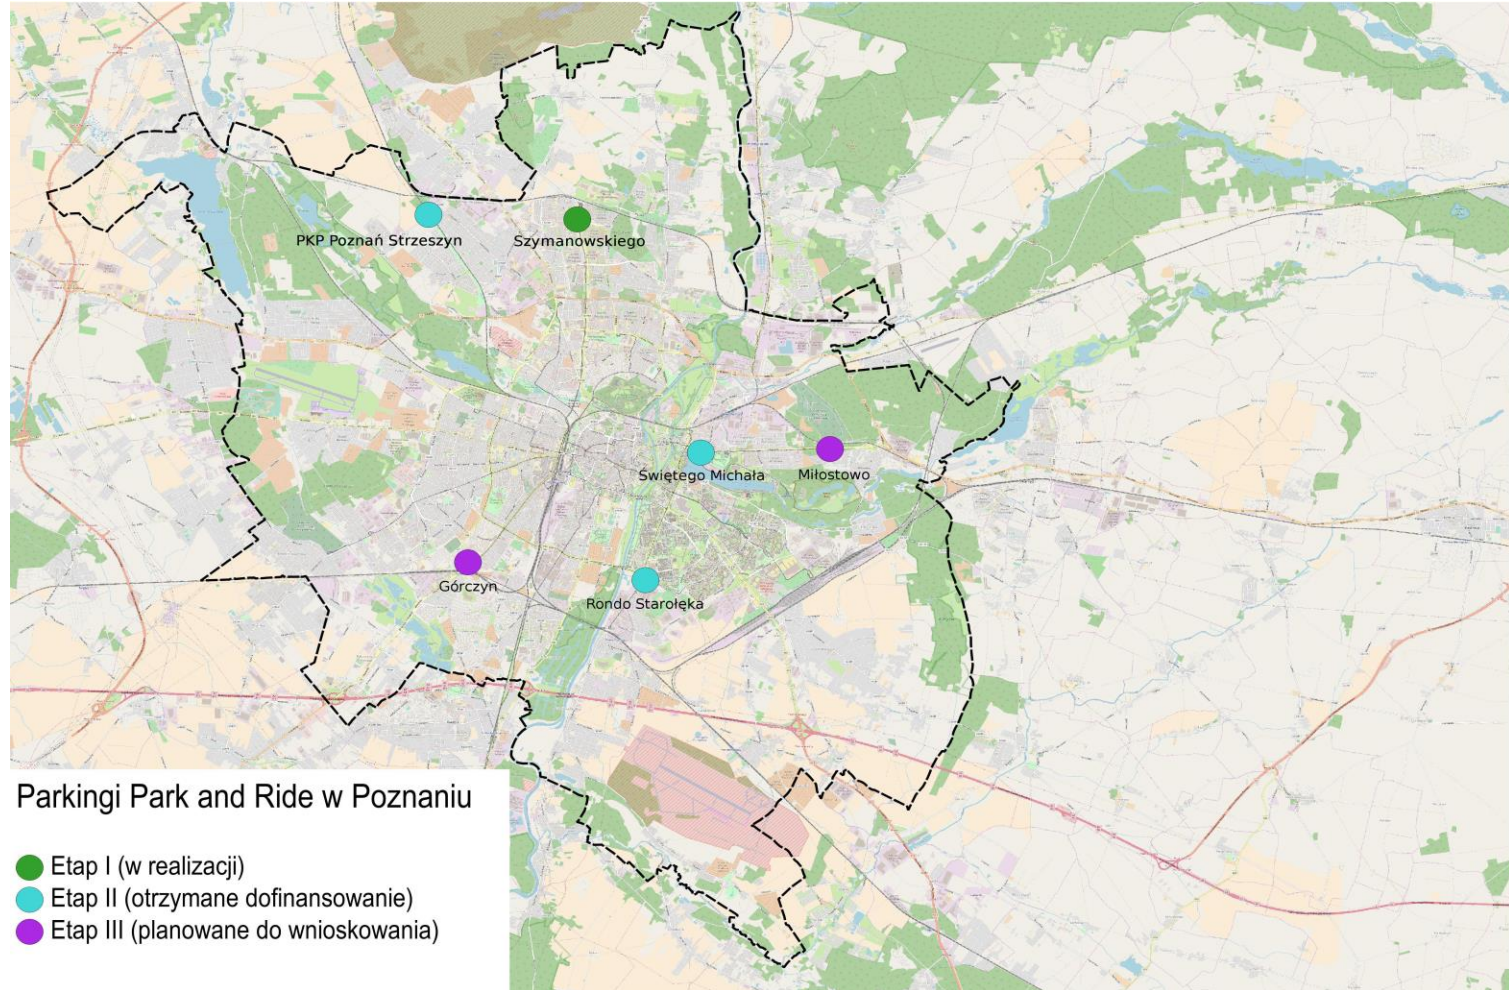 PKP Poznań Strzeszyn
Szymanowskiego
Świętego Michała
Miłostowo
Górczyn
Rondo Starołęka
Parkingi Park and Ride w Poznaniu
Etap I (w realizacji)
Etap II (otrzymane dofinansowanie)
Etap III (planowane do wnioskowania)